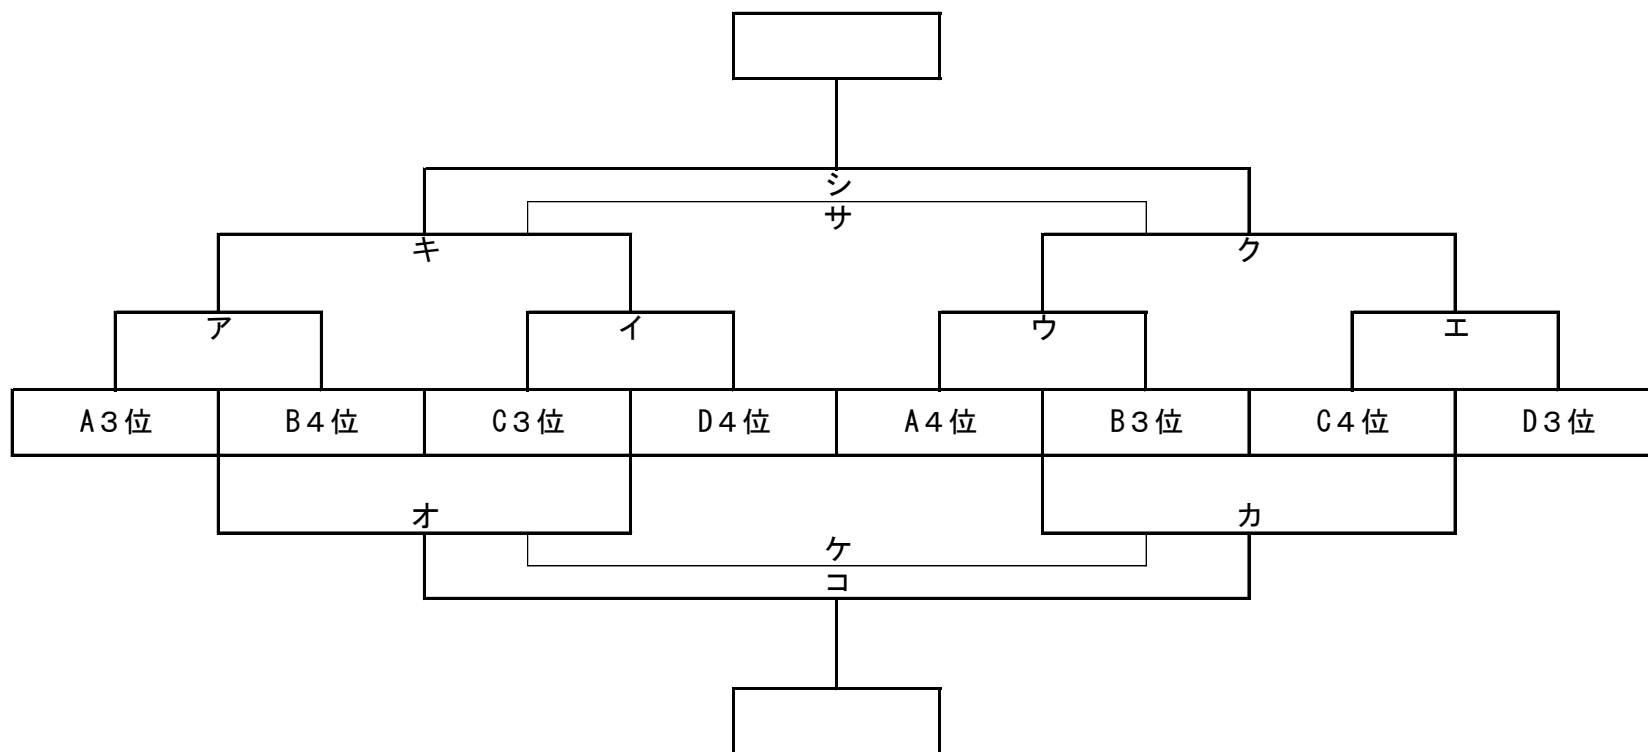 シ
サ
キ ク
ア イ ウ エ
A3位 B4位 C3位 D4位 A4位 B3位 C4位 D3位
オ カ
ケ
コ